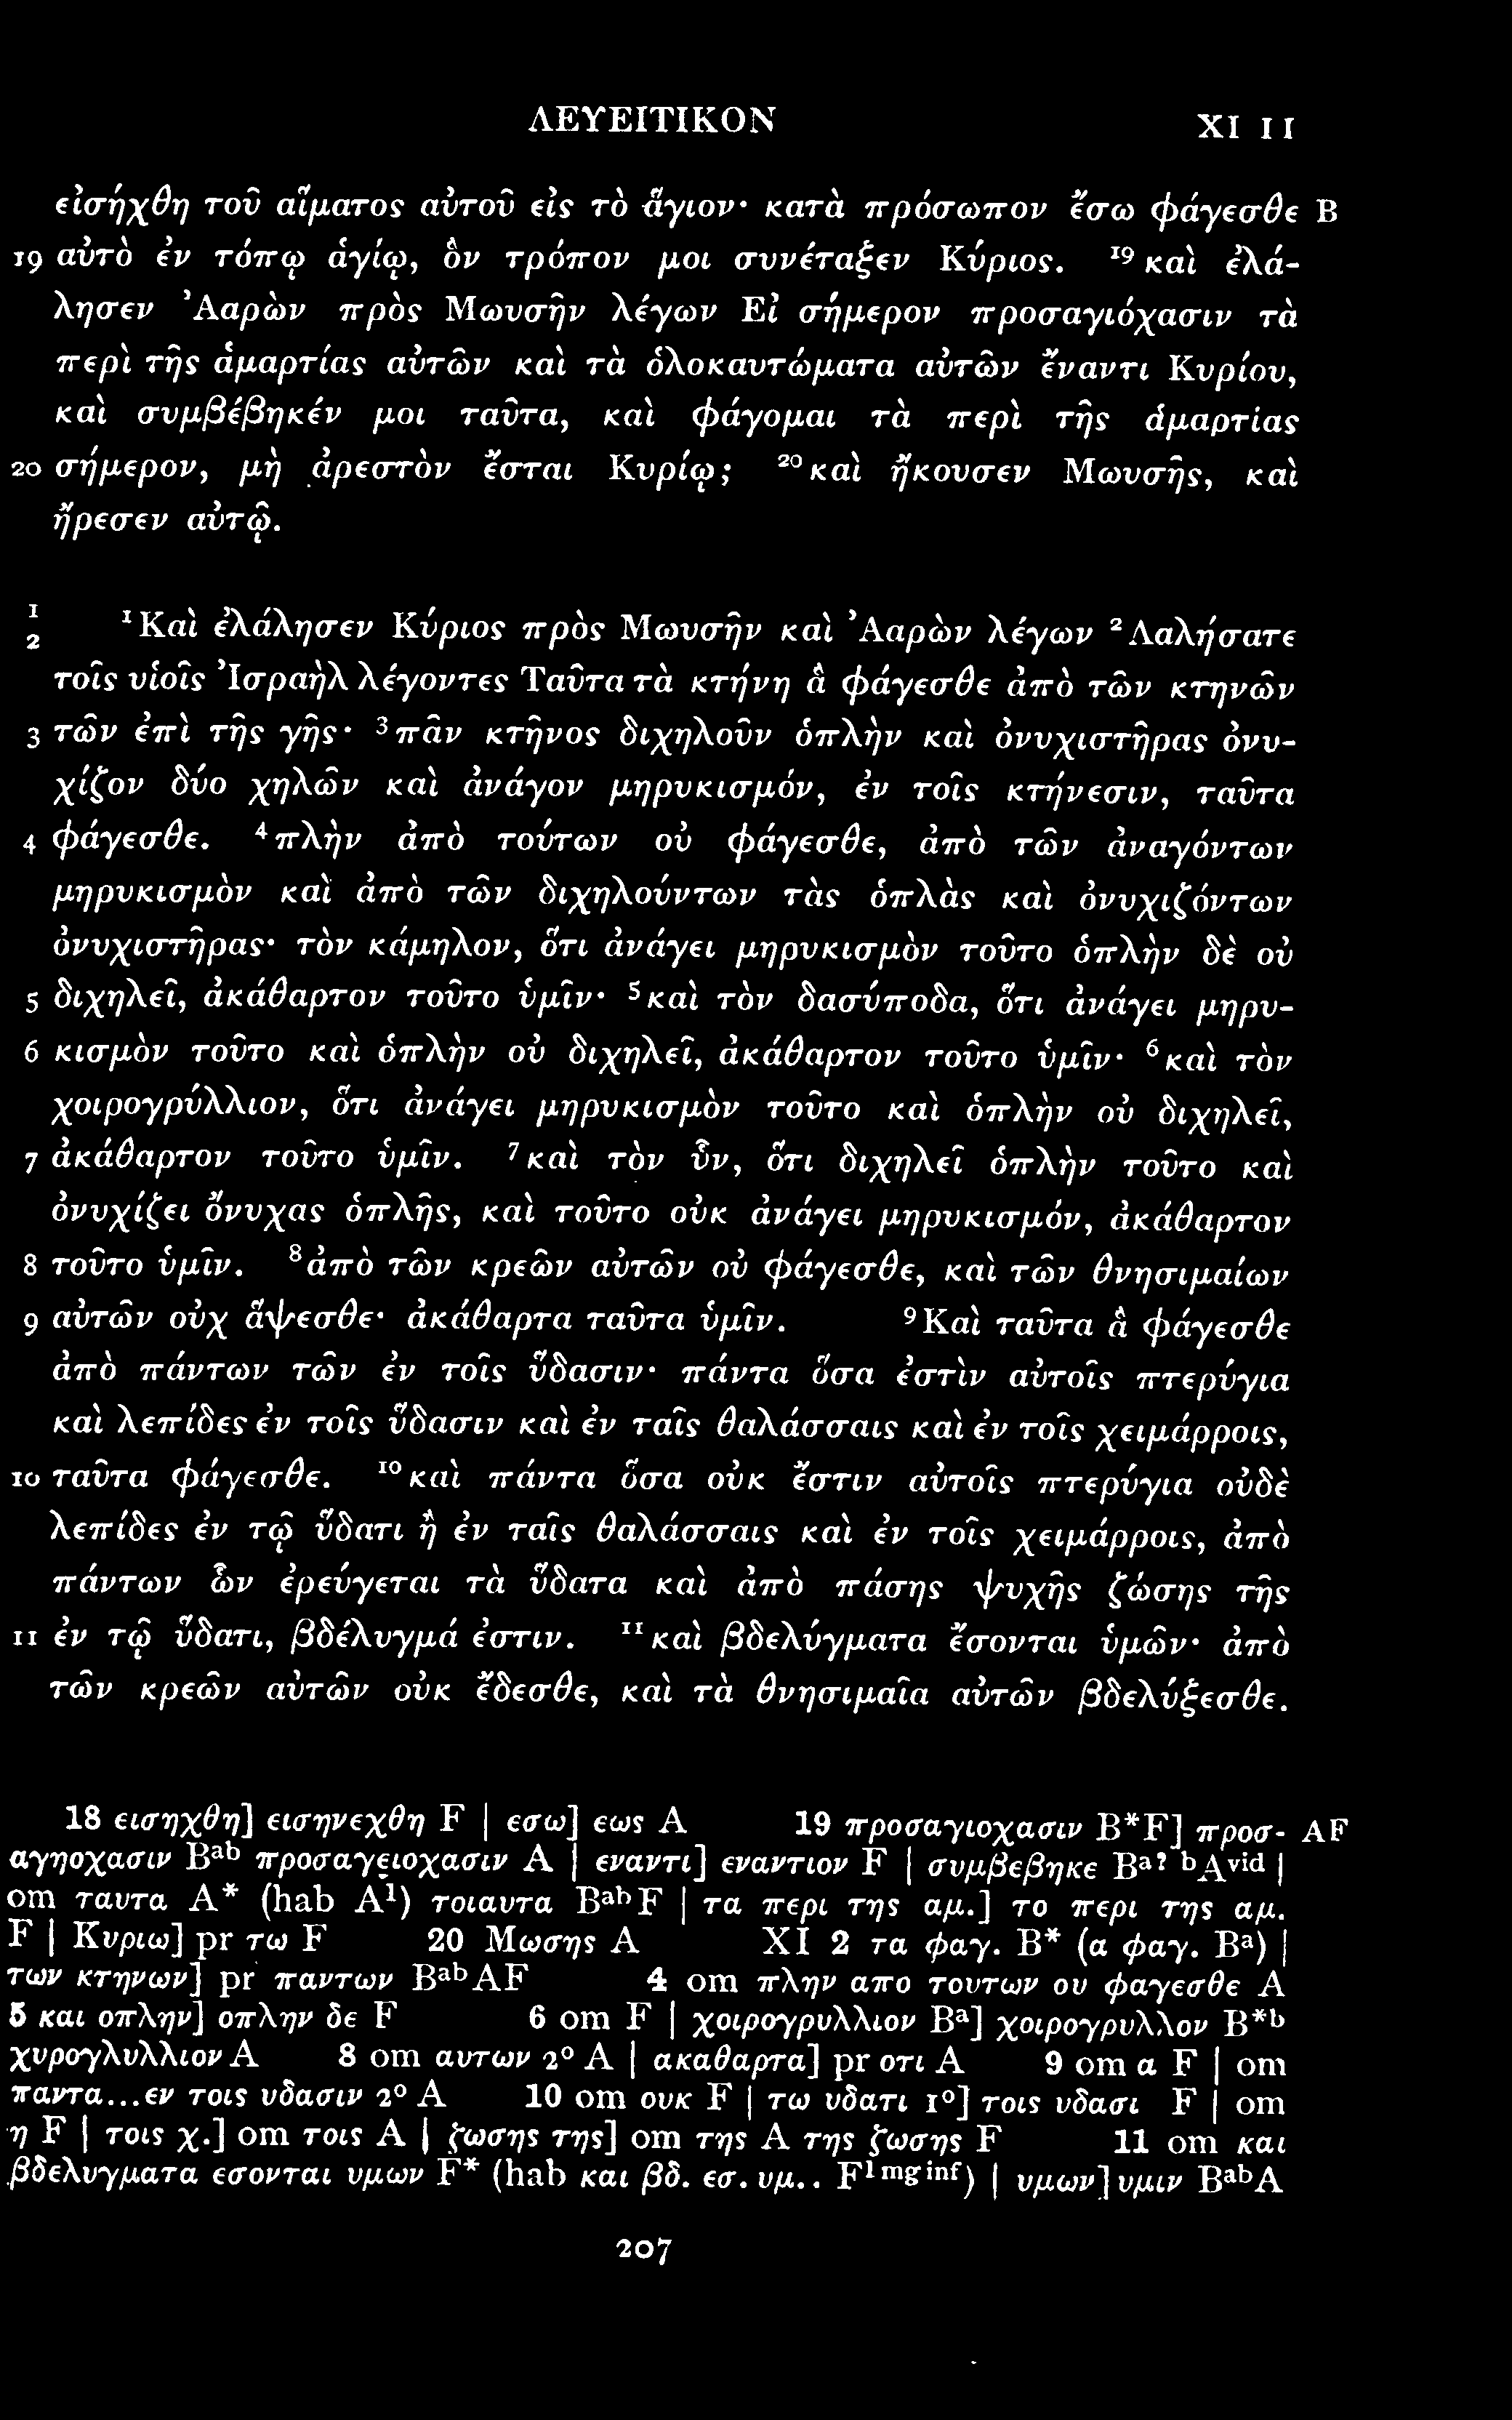 ΛΕΥΕΙΤΙΚΟΝ XI 11
εἰσήχθη τοῦ αἵματος αὐτοῦ εἰς τὸ ἅγιον· κατὰ πρόσωπον ἔσω φάγεσθε B
19 αὐτὸ ἐν τόπῳ ἁγίῳ, ὃν τρόπον μοι συνέταξεν Κύριος. ¹⁹καὶ ἐλά-
λησεν Ἀαρὼν πρὸς Μωυσῆν λέγων Εἰ σήμερον προσαγιόχασιν τὰ
περὶ τῆς ἁμαρτίας αὐτῶν καὶ τὰ ὁλοκαυτώματα αὐτῶν ἔναντι Κυρίου,
καὶ συμβέβηκέν μοι ταῦτα, καὶ φάγομαι τὰ περὶ τῆς ἁμαρτίας
20 σήμερον, μὴ ἀρεστὸν ἔσται Κυρίῳ; ²⁰καὶ ἤκουσεν Μωυσῆς, καὶ
ἤρεσεν αὐτῷ.
1
2 ¹Καὶ ἐλάλησεν Κύριος πρὸς Μωυσῆν καὶ Ἀαρὼν λέγων ²Λαλήσατε
τοῖς υἱοῖς Ἰσραὴλ λέγοντες Ταῦτα τὰ κτήνη ἃ φάγεσθε ἀπὸ τῶν κτηνῶν
3 τῶν ἐπὶ τῆς γῆς· ³πᾶν κτῆνος διχηλοῦν ὁπλὴν καὶ ὀνυχιστῆρας ὀνυ-
χίζον δύο χηλῶν καὶ ἀνάγον μηρυκισμόν, ἐν τοῖς κτήνεσιν, ταῦτα
4 φάγεσθε. ⁴πλὴν ἀπὸ τούτων οὐ φάγεσθε, ἀπὸ τῶν ἀναγόντων
μηρυκισμὸν καὶ ἀπὸ τῶν διχηλούντων τὰς ὁπλὰς καὶ ὀνυχιζόντων
ὀνυχιστῆρας· τὸν κάμηλον, ὅτι ἀνάγει μηρυκισμὸν τοῦτο ὁπλὴν δὲ οὐ
5 διχηλεῖ, ἀκάθαρτον τοῦτο ὑμῖν· ⁵καὶ τὸν δασύποδα, ὅτι ἀνάγει μηρυ-
6 κισμὸν τοῦτο καὶ ὁπλὴν οὐ διχηλεῖ, ἀκάθαρτον τοῦτο ὑμῖν· ⁶καὶ τὸν
χοιρογρύλλιον, ὅτι ἀνάγει μηρυκισμὸν τοῦτο καὶ ὁπλὴν οὐ διχηλεῖ,
7 ἀκάθαρτον τοῦτο ὑμῖν. ⁷καὶ τὸν ὗν, ὅτι διχηλεῖ ὁπλὴν τοῦτο καὶ
ὀνυχίζει ὄνυχας ὁπλῆς, καὶ τοῦτο οὐκ ἀνάγει μηρυκισμόν, ἀκάθαρτον
8 τοῦτο ὑμῖν. ⁸ἀπὸ τῶν κρεῶν αὐτῶν οὐ φάγεσθε, καὶ τῶν θνησιμαίων
9 αὐτῶν οὐχ ἅψεσθε· ἀκάθαρτα ταῦτα ὑμῖν. ⁹Καὶ ταῦτα ἃ φάγεσθε
ἀπὸ πάντων τῶν ἐν τοῖς ὕδασιν· πάντα ὅσα ἐστὶν αὐτοῖς πτερύγια
καὶ λεπίδες ἐν τοῖς ὕδασιν καὶ ἐν ταῖς θαλάσσαις καὶ ἐν τοῖς χειμάρροις,
10 ταῦτα φάγεσθε. ¹⁰καὶ πάντα ὅσα οὐκ ἔστιν αὐτοῖς πτερύγια οὐδὲ
λεπίδες ἐν τῷ ὕδατι ἢ ἐν ταῖς θαλάσσαις καὶ ἐν τοῖς χειμάρροις, ἀπὸ
πάντων ὧν ἐρεύγεται τὰ ὕδατα καὶ ἀπὸ πάσης ψυχῆς ζώσης τῆς
11 ἐν τῷ ὕδατι, βδέλυγμά ἐστιν. ¹¹καὶ βδελύγματα ἔσονται ὑμῶν· ἀπὸ
τῶν κρεῶν αὐτῶν οὐκ ἔδεσθε, καὶ τὰ θνησιμαῖα αὐτῶν βδελύξεσθε.
18 εισηχθη] εισηνεχθη F | εσω] εως A 19 προσαγιοχασιν B*F] προσ- AF
αγηοχασιν Bᵃᵇ προσαγειοχασιν A | εναντι] εναντιον F | συμβεβηκε Bᵃ? ᵇAᵛⁱᵈ |
om ταυτα A* (hab A¹) τοιαυτα BᵃᵇF | τα περι της αμ.] το περι της αμ.
F | Κυριω] pr τω F 20 Μωσης A XI 2 τα φαγ. B* (α φαγ. Bᵃ) |
των κτηνων] pr παντων BᵃᵇAF 4 om πλην απο τουτων ου φαγεσθε A
5 και οπλην] οπλην δε F 6 om F | χοιρογρυλλιον Bᵃ] χοιρογρυλλον B*ᵇ
χυρογλυλλιον A 8 om αυτων 2° A | ακαθαρτα] pr οτι A 9 om α F | om
παντα...εν τοις υδασιν 2° A 10 om ουκ F | τω υδατι 1°] τοις υδασι F | om
η F | τοις χ.] om τοις A | ζωσης της] om της A της ζωσης F 11 om και
βδελυγματα εσονται υμων F* (hab και βδ. εσ. υμ.. F¹ᵐᵍⁱⁿᶠ) | υμων] υμιν BᵃᵇA
207